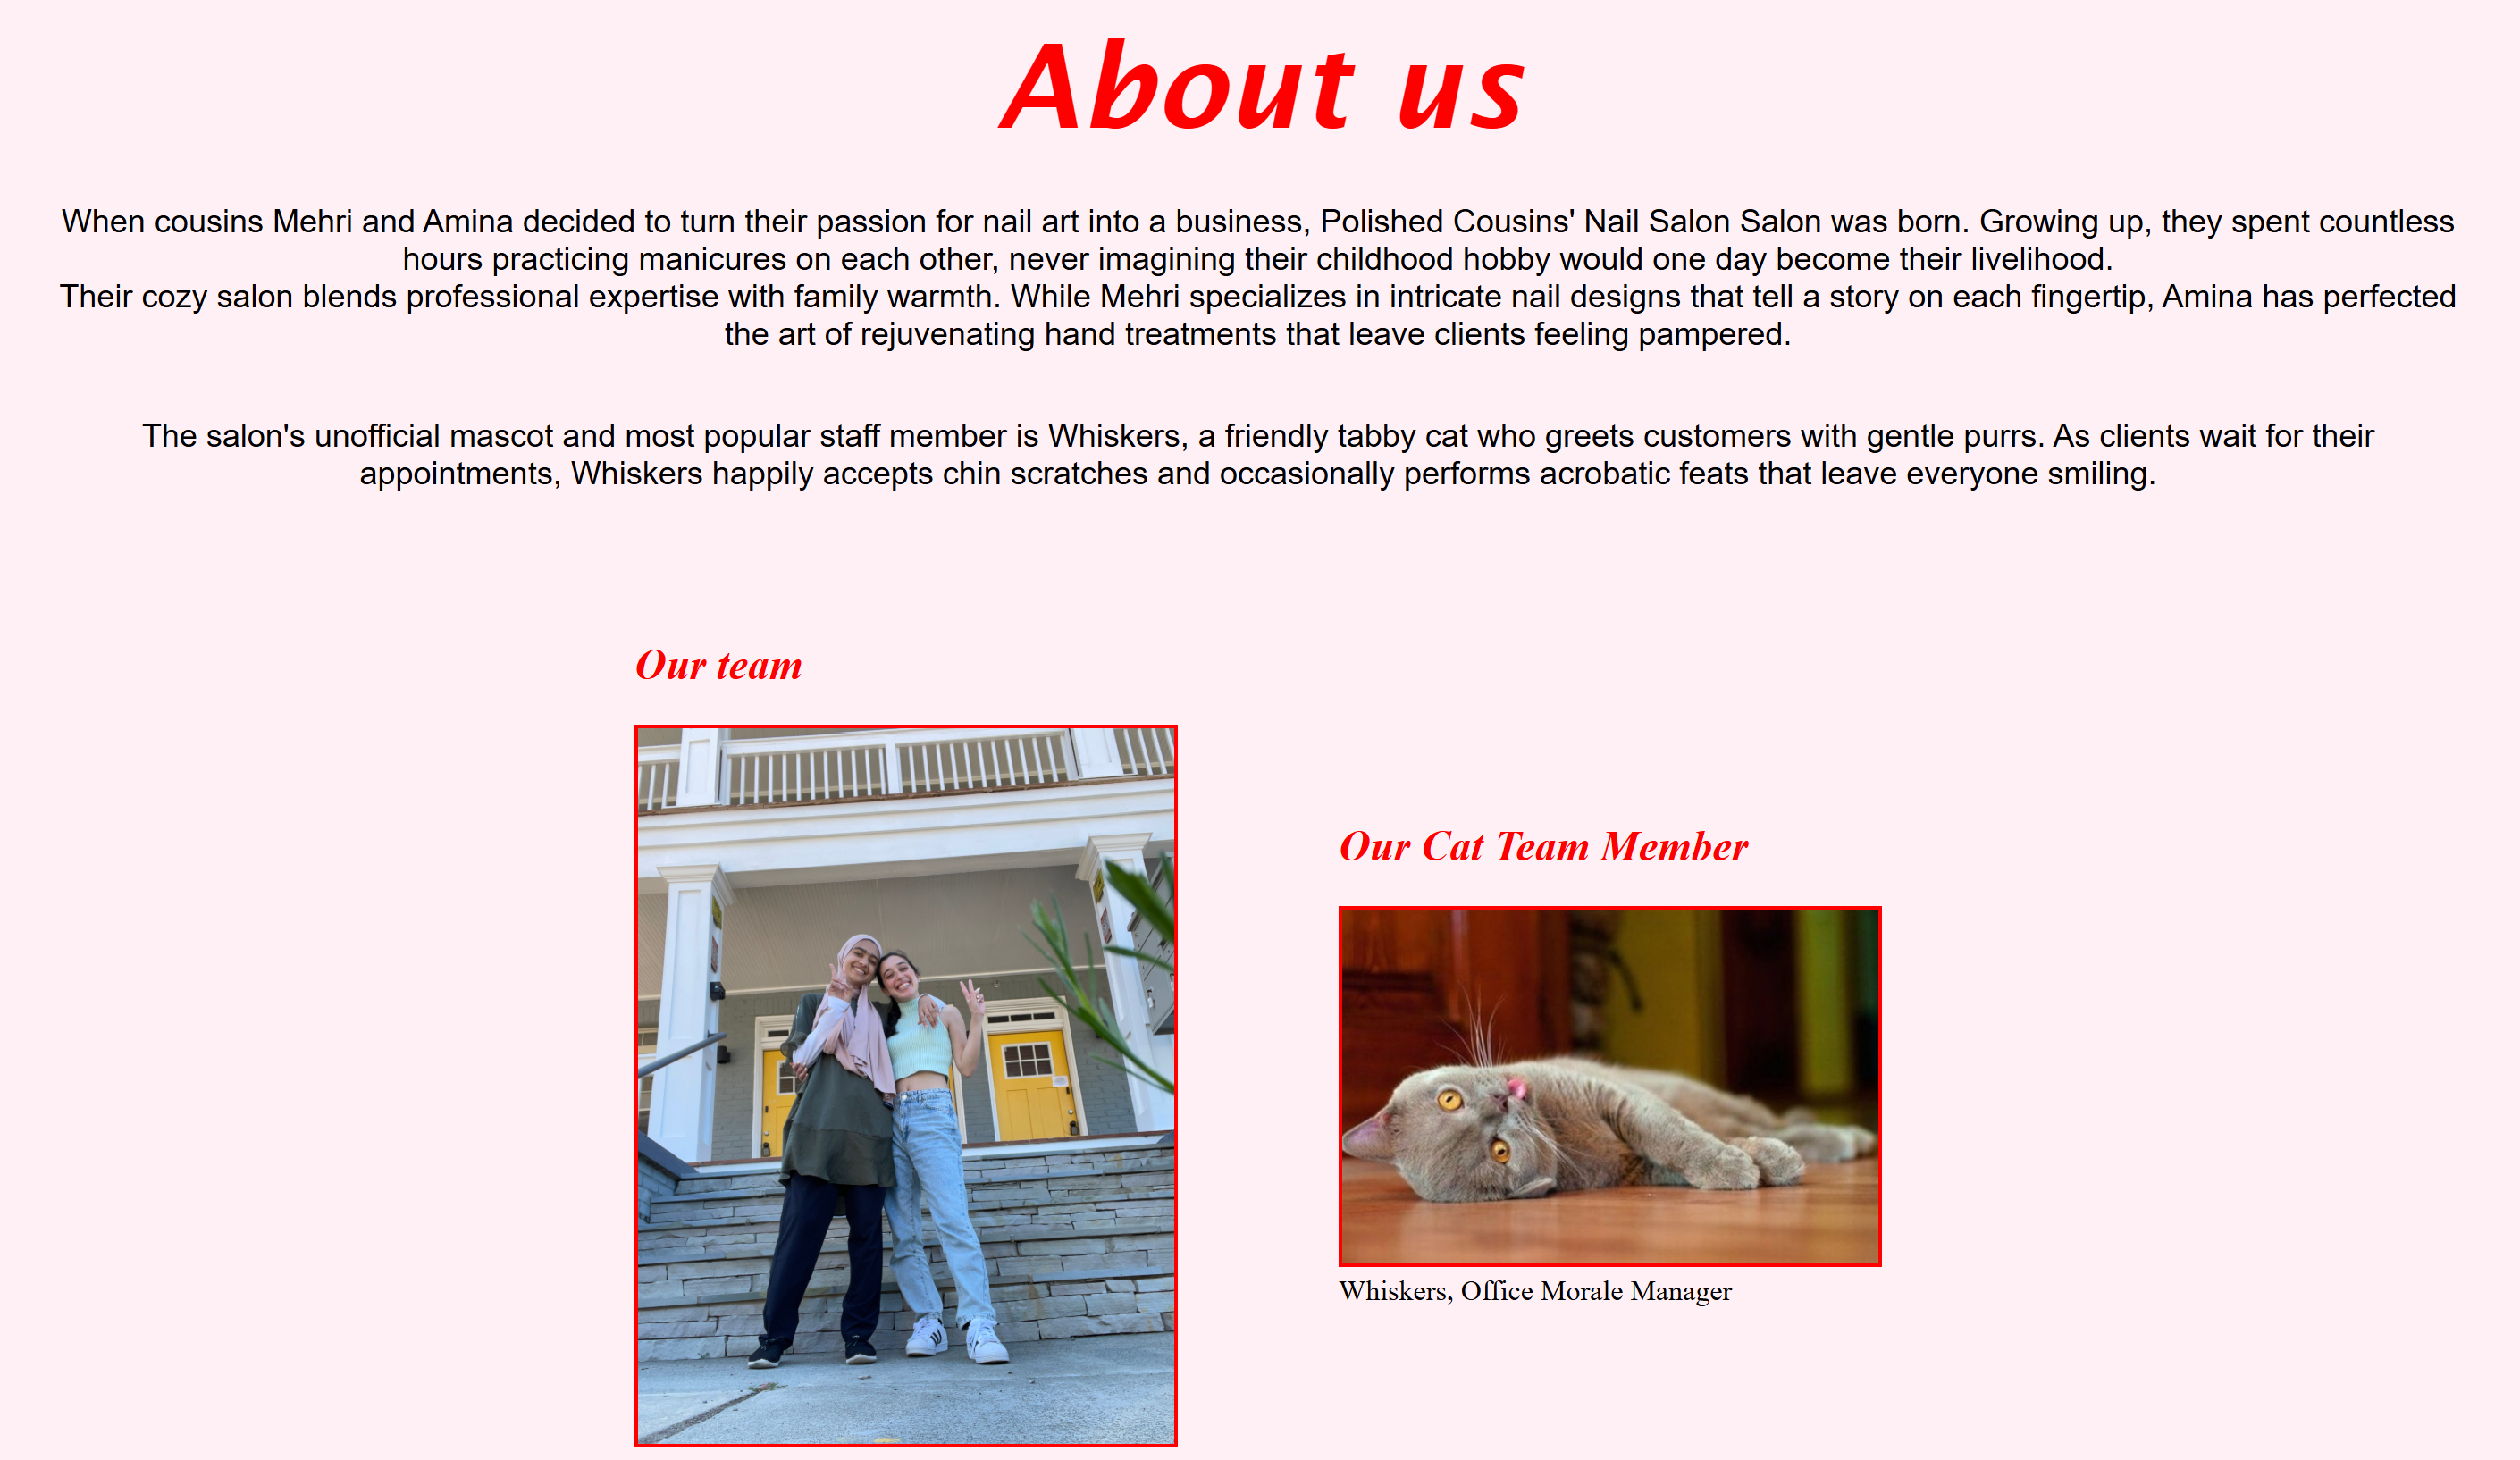 About us
When cousins Mehri and Amina decided to turn their passion for nail art into a business, Polished Cousins' Nail Salon Salon was born. Growing up, they spent countless
hours practicing manicures on each other, never imagining their childhood hobby would one day become their livelihood.
Their cozy salon blends professional expertise with family warmth. While Mehri specializes in intricate nail designs that tell a story on each fingertip, Amina has perfected
the art of rejuvenating hand treatments that leave clients feeling pampered.
The salon's unofficial mascot and most popular staff member is Whiskers, a friendly tabby cat who greets customers with gentle purrs. As clients wait for their
appointments, Whiskers happily accepts chin scratches and occasionally performs acrobatic feats that leave everyone smiling.
Our team
Our Cat Team Member
Whiskers, Office Morale Manager